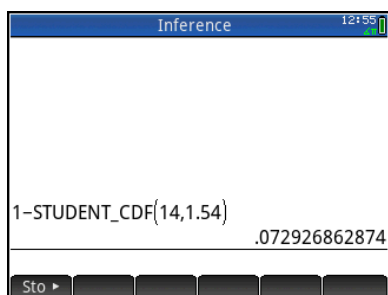 Inference 12:55
∡π
1−STUDENT_CDF(14,1.54)
.072926862874
Sto ▸